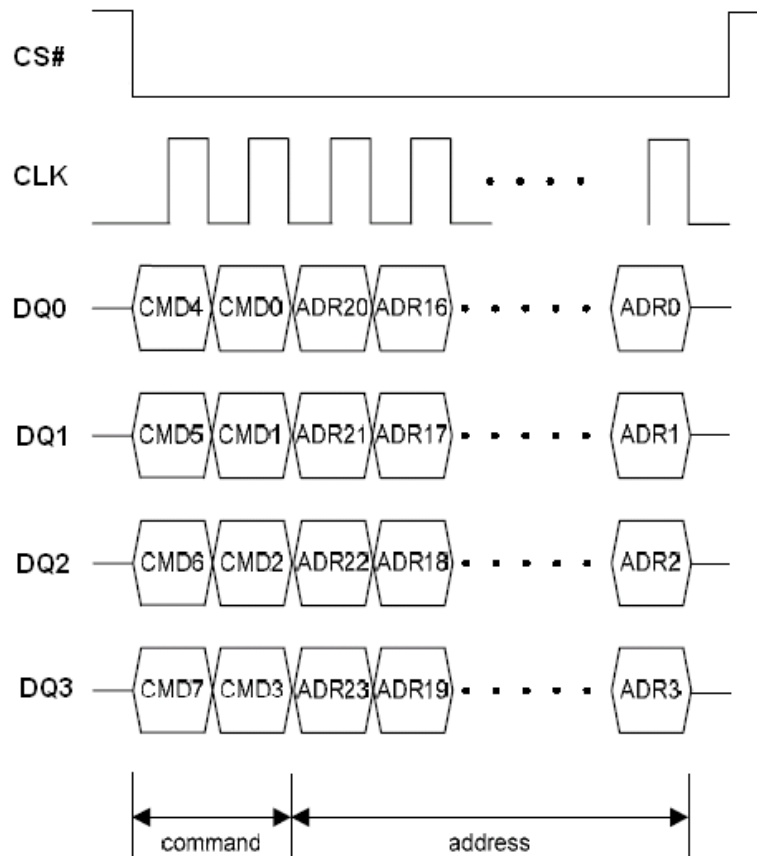 CS#
CLK
DQ0 CMD4 CMD0 ADR20 ADR16 ADR0
DQ1 CMD5 CMD1 ADR21 ADR17 ADR1
DQ2 CMD6 CMD2 ADR22 ADR18 ADR2
DQ3 CMD7 CMD3 ADR23 ADR19 ADR3
command address